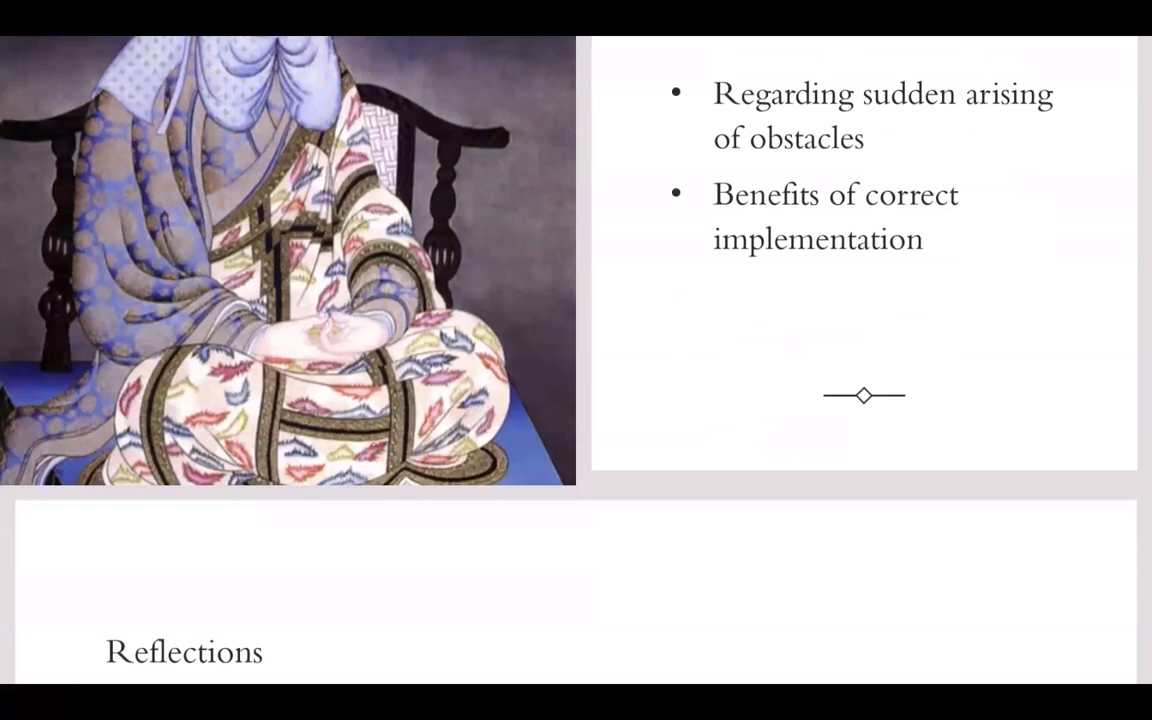 • Regarding sudden arising
of obstacles
• Benefits of correct
implementation
Reflections